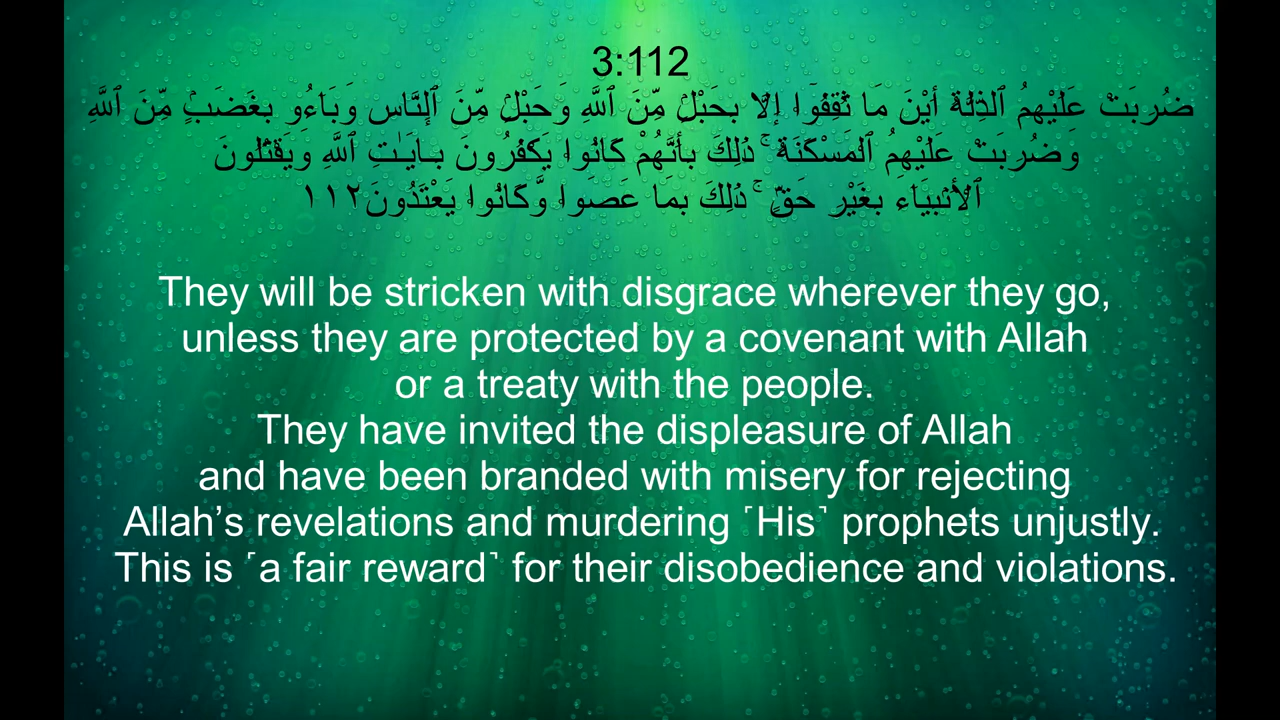 3:112
ضُرِبَتْ عَلَيْهِمُ ٱلذِّلَّةُ أَيْنَ مَا ثُقِفُوٓا۟ إِلَّا بِحَبْلٍۢ مِّنَ ٱللَّهِ وَحَبْلٍۢ مِّنَ ٱلنَّاسِ وَبَآءُو بِغَضَبٍۢ مِّنَ ٱللَّهِ
وَضُرِبَتْ عَلَيْهِمُ ٱلْمَسْكَنَةُ ۚ ذَٰلِكَ بِأَنَّهُمْ كَانُوا۟ يَكْفُرُونَ بِـَٔايَـٰتِ ٱللَّهِ وَيَقْتُلُونَ
ٱلْأَنۢبِيَآءَ بِغَيْرِ حَقٍّۢ ۚ ذَٰلِكَ بِمَا عَصَوا۟ وَّكَانُوا۟ يَعْتَدُونَ١١٢
They will be stricken with disgrace wherever they go,
unless they are protected by a covenant with Allah
or a treaty with the people.
They have invited the displeasure of Allah
and have been branded with misery for rejecting
Allah’s revelations and murdering ˹His˺ prophets unjustly.
This is ˹a fair reward˺ for their disobedience and violations.